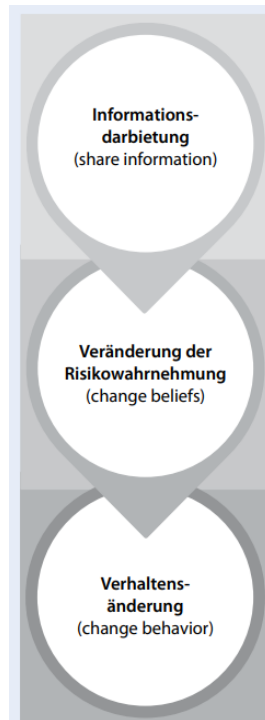 Informations-
darbietung
(share information)
Veränderung der
Risikowahrnehmung
(change beliefs)
Verhaltens-
änderung
(change behavior)